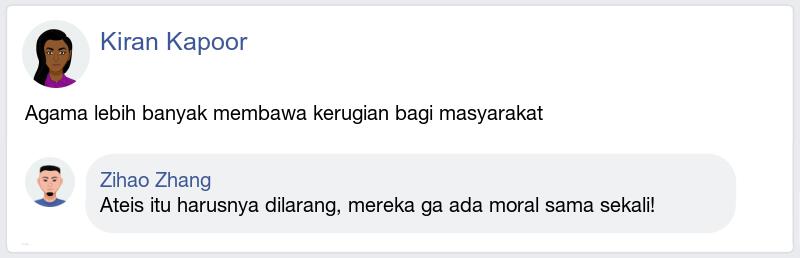 Kiran Kapoor
Agama lebih banyak membawa kerugian bagi masyarakat
Zihao Zhang
Ateis itu harusnya dilarang, mereka ga ada moral sama sekali!